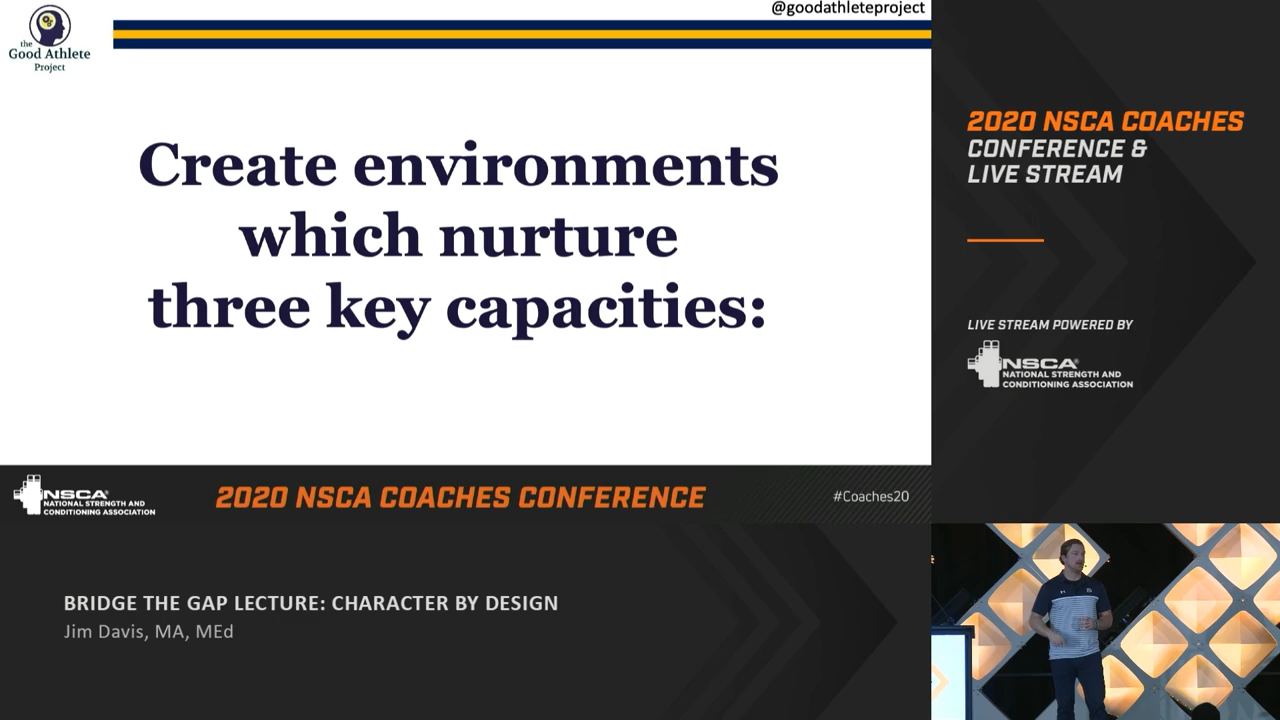 @goodathleteproject
the
Good Athlete
Project
Create environments
which nurture
three key capacities:
2020 NSCA COACHES
CONFERENCE &
LIVE STREAM
LIVE STREAM POWERED BY
NSCA®
NATIONAL STRENGTH AND
CONDITIONING ASSOCIATION
NSCA®
NATIONAL STRENGTH AND
CONDITIONING ASSOCIATION
2020 NSCA COACHES CONFERENCE
#Coaches20
BRIDGE THE GAP LECTURE: CHARACTER BY DESIGN
Jim Davis, MA, MEd